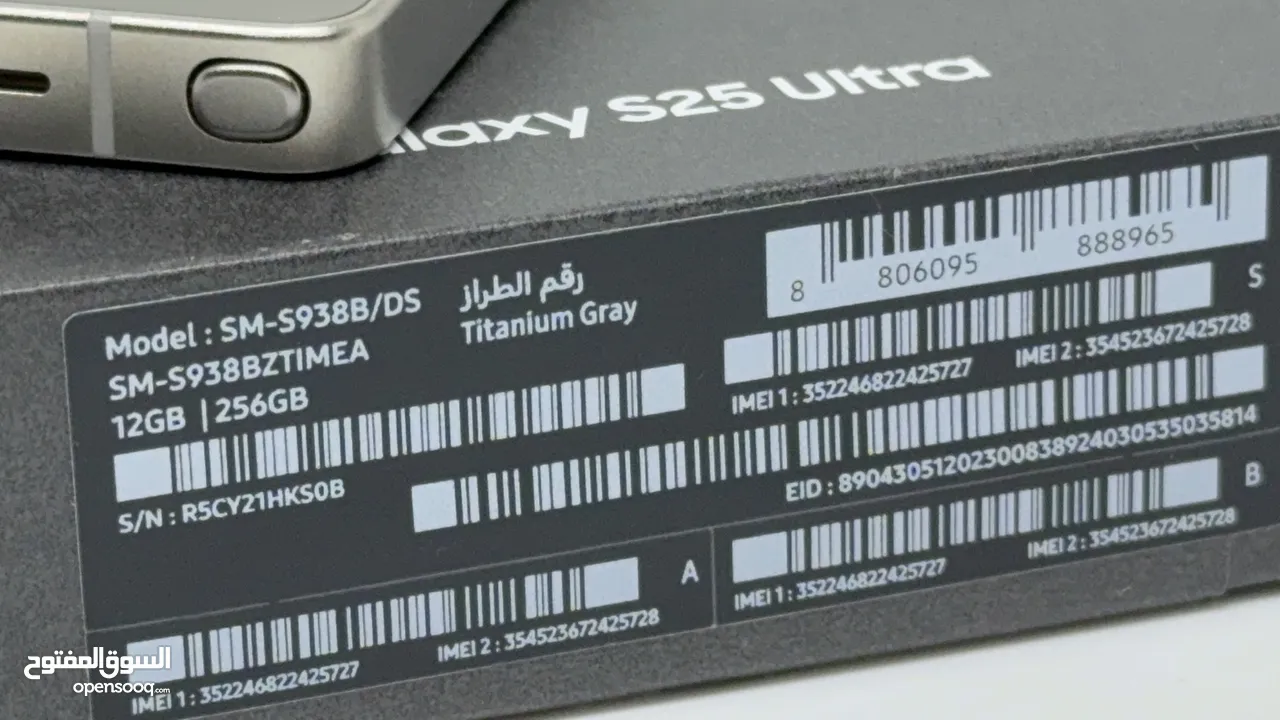 Galaxy S25 Ultra
Model : SM-S938B/DS
رقم الطراز
SM-S938BZTIMEA
Titanium Gray
12GB | 256GB
S/N : R5CY21HKS0B
8 806095 888965
S
IMEI 1 : 352246822425727
IMEI 2 : 354523672425728
EID : 89043051202300838924030535035814
A
IMEI 1 : 352246822425727
IMEI 2 : 354523672425728
B
IMEI 1 : 352246822425727
IMEI 2 : 354523672425728
السوق المفتوح
opensooq.com